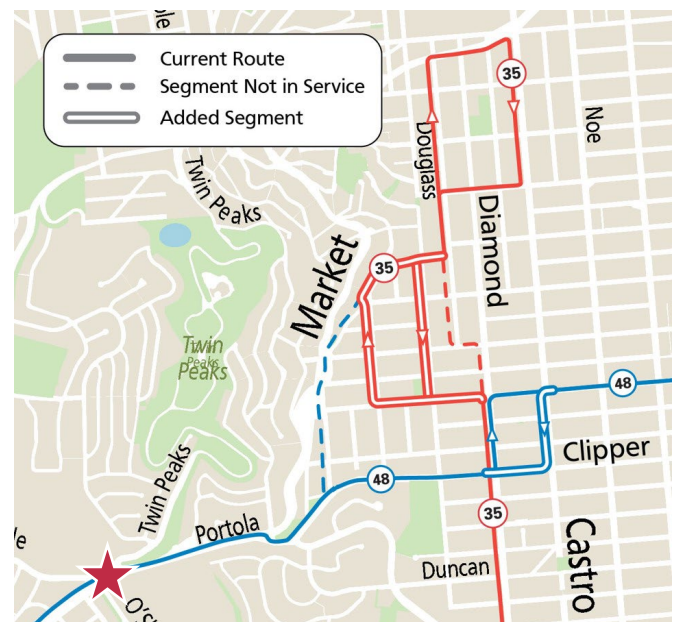 Current Route
Segment Not in Service
Added Segment
35
Noe
Douglass
Twin Peaks
Diamond
Market
35
Twin
Peaks
Peaks
48
Clipper
48
Twin Peaks
35
Portola
Castro
Duncan